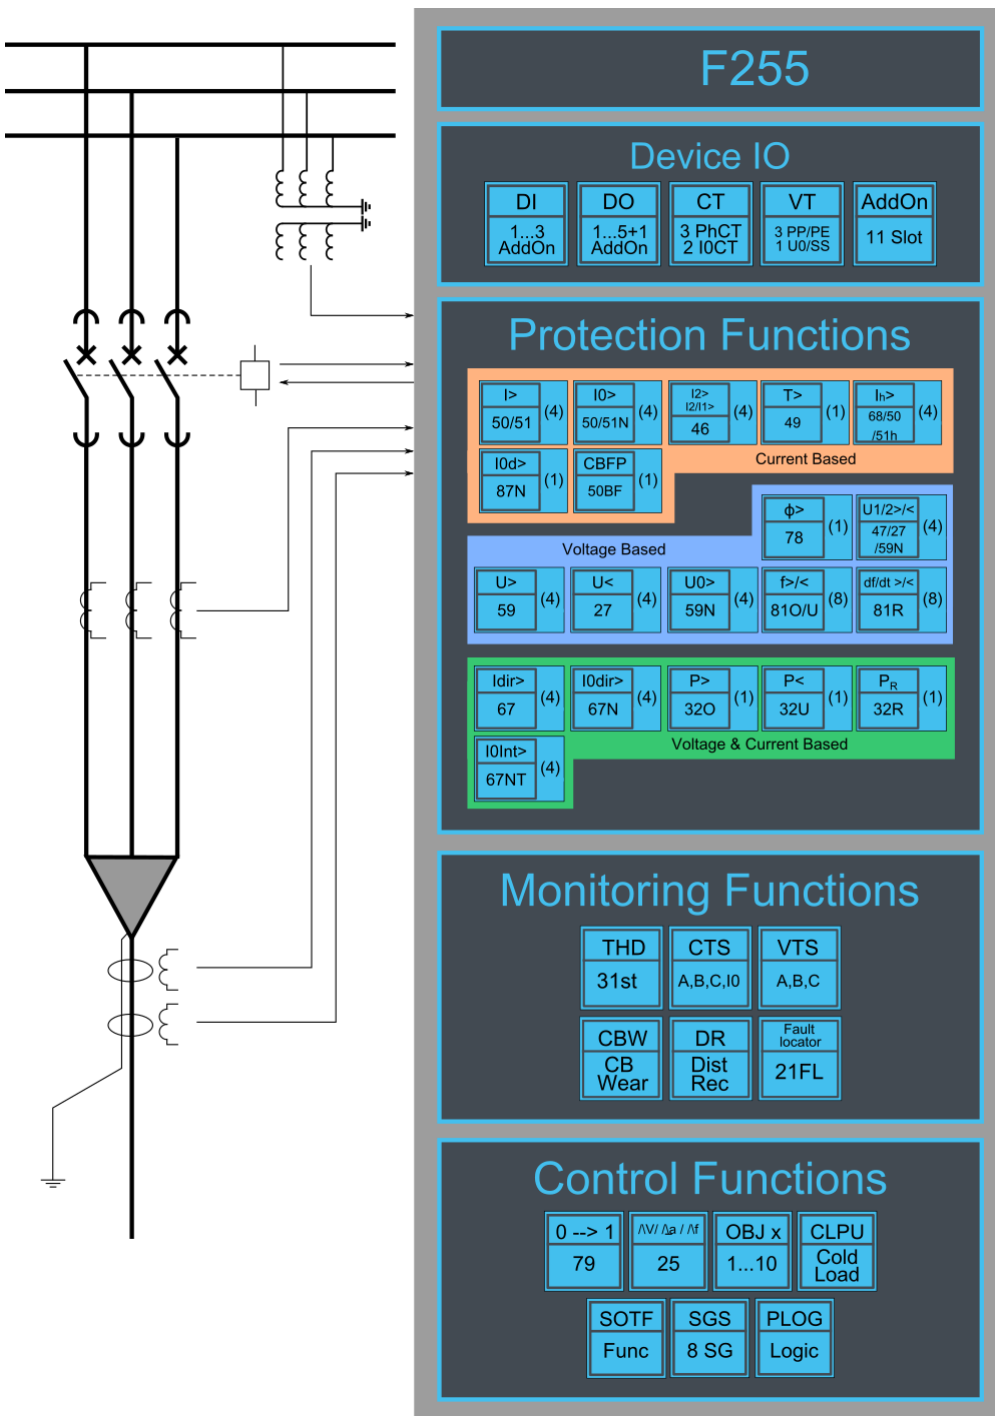 F255
Device IO
DI
1...3
AddOn
DO
1...5+1
AddOn
CT
3 PhCT
2 I0CT
VT
3 PP/PE
1 U0/SS
AddOn
11 Slot
Protection Functions
I>
50/51
(4)
I0>
50/51N
(4)
I2>
I2/I1>
46
(4)
T>
49
(1)
Ih>
68/50
/51h
(4)
I0d>
87N
(1)
CBFP
50BF
(1)
Current Based
ϕ>
78
(1)
U1/2>/<
47/27
/59N
(4)
Voltage Based
U>
59
(4)
U<
27
(4)
U0>
59N
(4)
f>/<
81O/U
(8)
df/dt >/<
81R
(8)
Idir>
67
(4)
I0dir>
67N
(4)
P>
32O
(1)
P<
32U
(1)
PR
32R
(1)
I0Int>
67NT
(4)
Voltage & Current Based
Monitoring Functions
THD
31st
CTS
A,B,C,I0
VTS
A,B,C
CBW
CB
Wear
DR
Dist
Rec
Fault
locator
21FL
Control Functions
0 --> 1
79
/\V/ /\a / /\f
25
OBJ x
1...10
CLPU
Cold
Load
SOTF
Func
SGS
8 SG
PLOG
Logic